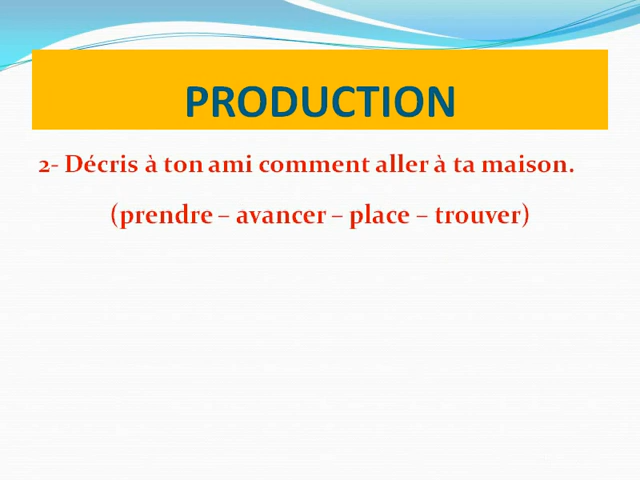 PRODUCTION
2- Décris à ton ami comment aller à ta maison.
(prendre – avancer – place – trouver)